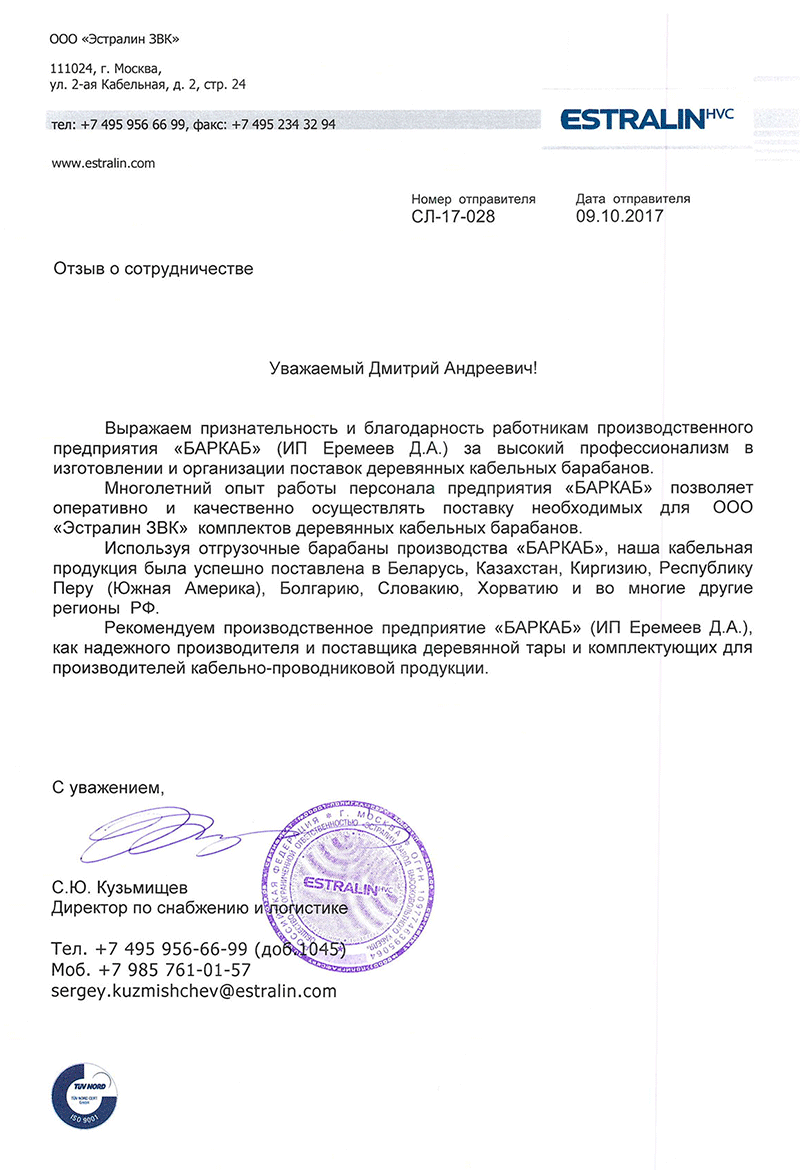 ООО «Эстралин ЗВК»
111024, г. Москва,
ул. 2-ая Кабельная, д. 2, стр. 24
тел: +7 495 956 66 99, факс: +7 495 234 32 94
ESTRALIN HVC
www.estralin.com
Номер отправителя Дата отправителя
СЛ-17-028 09.10.2017
Отзыв о сотрудничестве
Уважаемый Дмитрий Андреевич!
Выражаем признательность и благодарность работникам производственного
предприятия «БАРКАБ» (ИП Еремеев Д.А.) за высокий профессионализм в
изготовлении и организации поставок деревянных кабельных барабанов.
Многолетний опыт работы персонала предприятия «БАРКАБ» позволяет
оперативно и качественно осуществлять поставку необходимых для ООО
«Эстралин ЗВК» комплектов деревянных кабельных барабанов.
Используя отгрузочные барабаны производства «БАРКАБ», наша кабельная
продукция была успешно поставлена в Беларусь, Казахстан, Киргизию, Республику
Перу (Южная Америка), Болгарию, Словакию, Хорватию и во многие другие
регионы РФ.
Рекомендуем производственное предприятие «БАРКАБ» (ИП Еремеев Д.А.),
как надежного производителя и поставщика деревянной тары и комплектующих для
производителей кабельно-проводниковой продукции.
С уважением,
РОССИЙСКАЯ ФЕДЕРАЦИЯ * Г. МОСКВА * ОГРН
ESTRALIN HVC
С.Ю. Кузьмищев
Директор по снабжению и логистике
Тел. +7 495 956-66-99 (доб.1045)
Моб. +7 985 761-01-57
sergey.kuzmishchev@estralin.com
TÜV NORD
TÜV NORD CERT
GmbH
ISO 9001